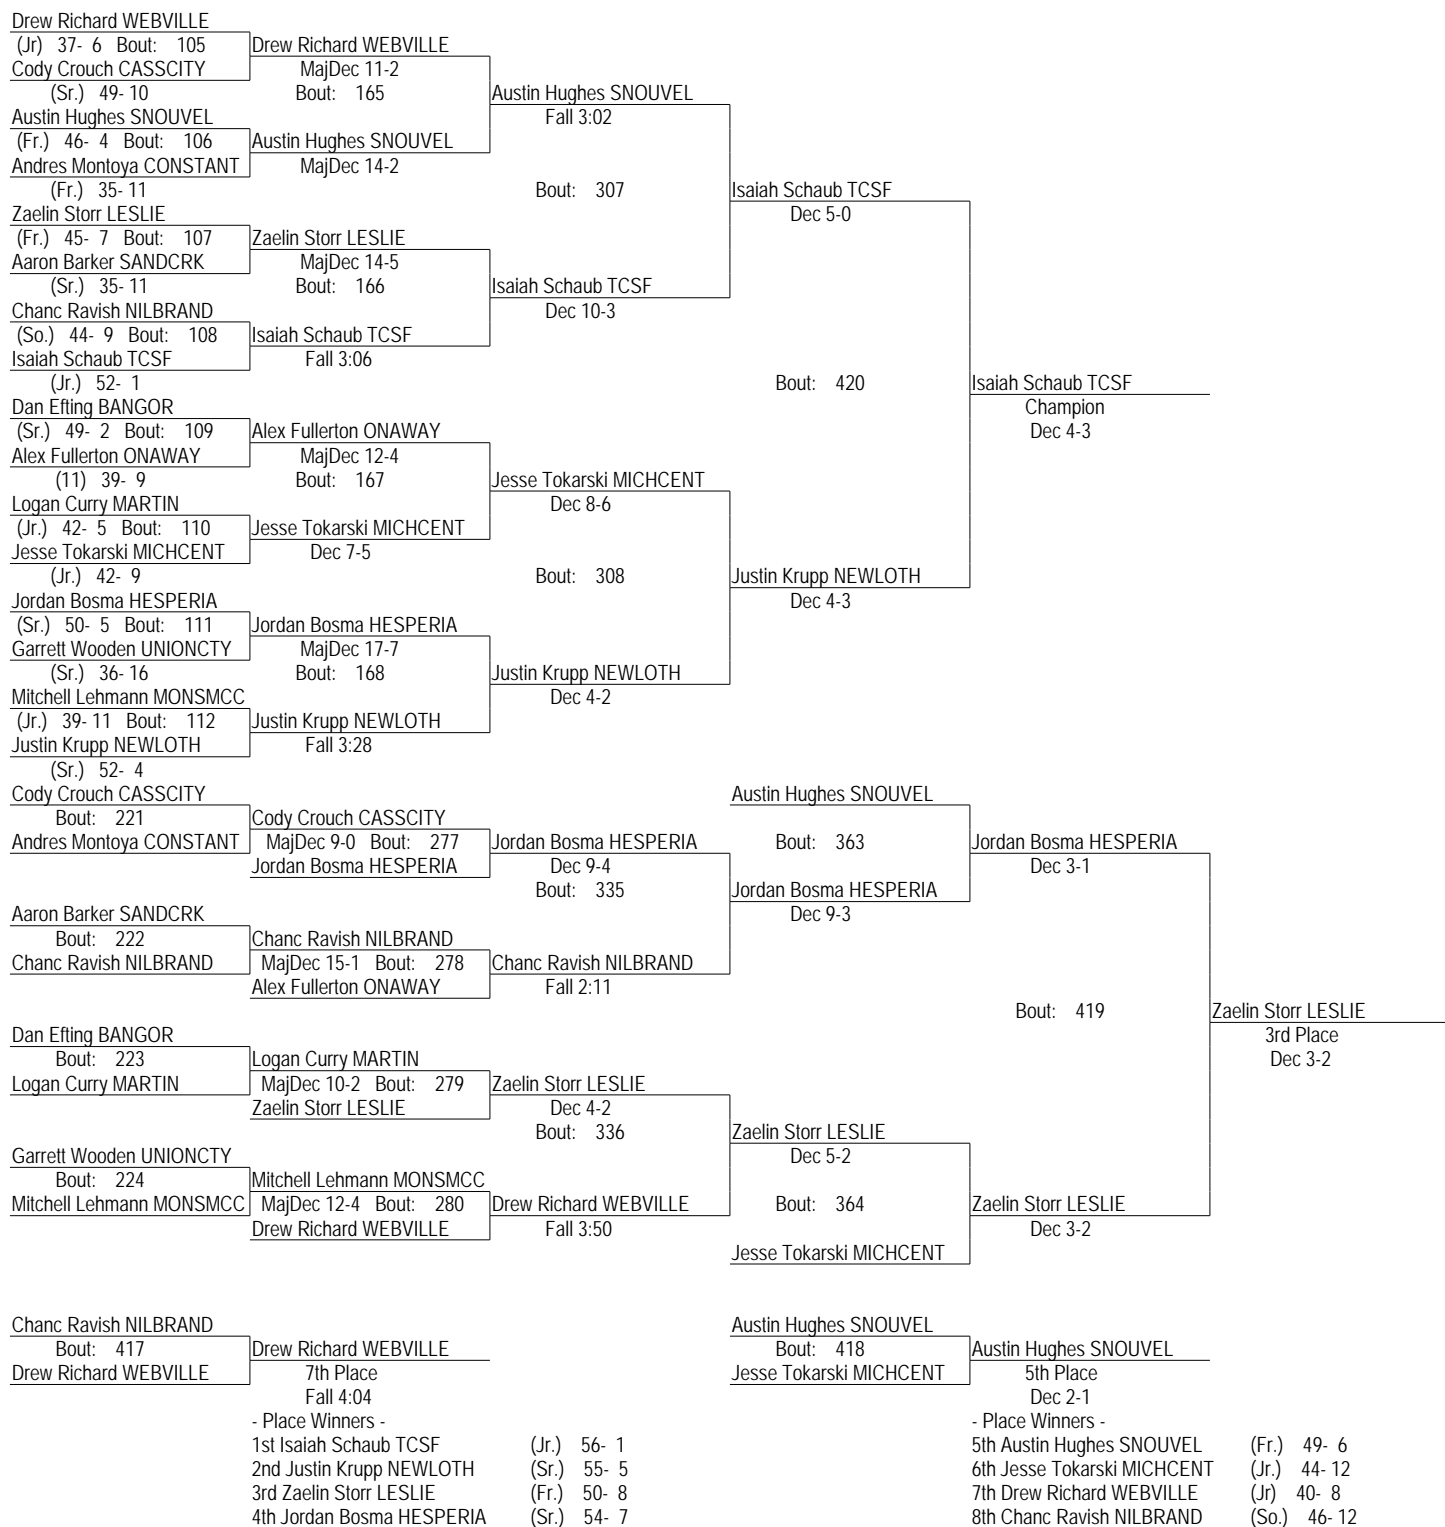 Drew Richard WEBVILLE
(Jr) 37- 6 Bout: 105 Drew Richard WEBVILLE
Cody Crouch CASSCITY MajDec 11-2
(Sr.) 49- 10 Bout: 165 Austin Hughes SNOUVEL
Austin Hughes SNOUVEL Fall 3:02
(Fr.) 46- 4 Bout: 106 Austin Hughes SNOUVEL
Andres Montoya CONSTANT MajDec 14-2
(Fr.) 35- 11 Bout: 307 Isaiah Schaub TCSF
Zaelin Storr LESLIE Dec 5-0
(Fr.) 45- 7 Bout: 107 Zaelin Storr LESLIE
Aaron Barker SANDCRK MajDec 14-5
(Sr.) 35- 11 Bout: 166 Isaiah Schaub TCSF
Chanc Ravish NILBRAND Dec 10-3
(So.) 44- 9 Bout: 108 Isaiah Schaub TCSF
Isaiah Schaub TCSF Fall 3:06
(Jr.) 52- 1 Bout: 420 Isaiah Schaub TCSF
Dan Efting BANGOR Champion
(Sr.) 49- 2 Bout: 109 Alex Fullerton ONAWAY Dec 4-3
Alex Fullerton ONAWAY MajDec 12-4
(11) 39- 9 Bout: 167 Jesse Tokarski MICHCENT
Logan Curry MARTIN Dec 8-6
(Jr.) 42- 5 Bout: 110 Jesse Tokarski MICHCENT
Jesse Tokarski MICHCENT Dec 7-5
(Jr.) 42- 9 Bout: 308 Justin Krupp NEWLOTH
Jordan Bosma HESPERIA Dec 4-3
(Sr.) 50- 5 Bout: 111 Jordan Bosma HESPERIA
Garrett Wooden UNIONCTY MajDec 17-7
(Sr.) 36- 16 Bout: 168 Justin Krupp NEWLOTH
Mitchell Lehmann MONSMCC Dec 4-2
(Jr.) 39- 11 Bout: 112 Justin Krupp NEWLOTH
Justin Krupp NEWLOTH Fall 3:28
(Sr.) 52- 4
Cody Crouch CASSCITY Austin Hughes SNOUVEL
Bout: 221 Cody Crouch CASSCITY
Andres Montoya CONSTANT MajDec 9-0 Bout: 277 Jordan Bosma HESPERIA Bout: 363 Jordan Bosma HESPERIA
Jordan Bosma HESPERIA Dec 9-4 Dec 3-1
Bout: 335 Jordan Bosma HESPERIA
Aaron Barker SANDCRK Dec 9-3
Bout: 222 Chanc Ravish NILBRAND
Chanc Ravish NILBRAND MajDec 15-1 Bout: 278 Chanc Ravish NILBRAND
Alex Fullerton ONAWAY Fall 2:11
Bout: 419 Zaelin Storr LESLIE
Dan Efting BANGOR 3rd Place
Bout: 223 Logan Curry MARTIN Dec 3-2
Logan Curry MARTIN MajDec 10-2 Bout: 279 Zaelin Storr LESLIE
Zaelin Storr LESLIE Dec 4-2
Bout: 336 Zaelin Storr LESLIE
Garrett Wooden UNIONCTY Dec 5-2
Bout: 224 Mitchell Lehmann MONSMCC
Mitchell Lehmann MONSMCC MajDec 12-4 Bout: 280 Drew Richard WEBVILLE Bout: 364 Zaelin Storr LESLIE
Drew Richard WEBVILLE Fall 3:50 Dec 3-2
Jesse Tokarski MICHCENT
Chanc Ravish NILBRAND Austin Hughes SNOUVEL
Bout: 417 Drew Richard WEBVILLE Bout: 418 Austin Hughes SNOUVEL
Drew Richard WEBVILLE 7th Place Jesse Tokarski MICHCENT 5th Place
Fall 4:04 Dec 2-1
- Place Winners - - Place Winners -
1st Isaiah Schaub TCSF (Jr.) 56- 1 5th Austin Hughes SNOUVEL (Fr.) 49- 6
2nd Justin Krupp NEWLOTH (Sr.) 55- 5 6th Jesse Tokarski MICHCENT (Jr.) 44- 12
3rd Zaelin Storr LESLIE (Fr.) 50- 8 7th Drew Richard WEBVILLE (Jr) 40- 8
4th Jordan Bosma HESPERIA (Sr.) 54- 7 8th Chanc Ravish NILBRAND (So.) 46- 12